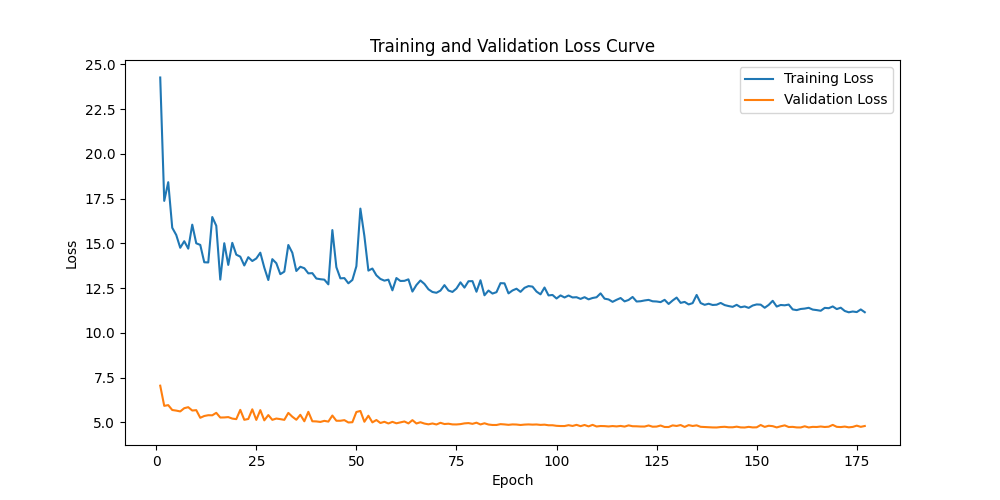 Training and Validation Loss Curve
25.0
22.5
20.0
17.5
15.0
12.5
10.0
7.5
5.0
Loss
Training Loss
Validation Loss
0 25 50 75 100 125 150 175
Epoch